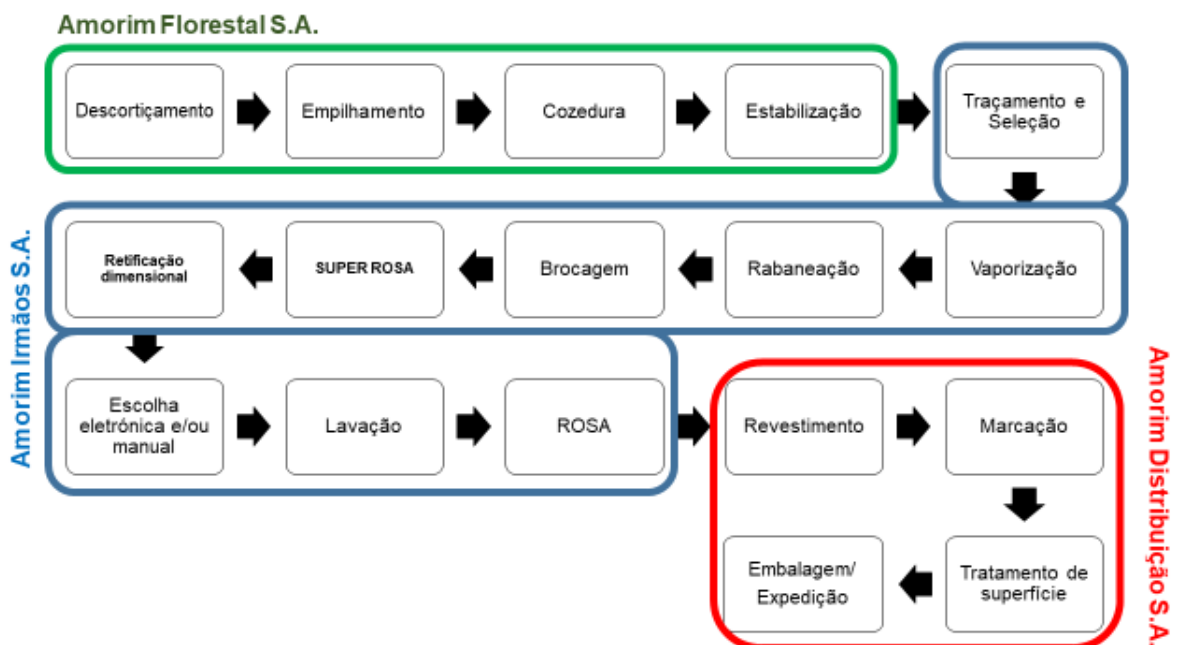 Amorim Florestal S.A.
Descortiçamento
Empilhamento
Cozedura
Estabilização
Traçamento e
Seleção
Amorim Irmãos S.A.
Retificação
dimensional
SUPER ROSA
Brocagem
Rabaneação
Vaporização
Escolha
eletrónica e/ou
manual
Lavação
ROSA
Revestimento
Marcação
Amorim Distribuição S.A.
Embalagem/
Expedição
Tratamento de
superfície